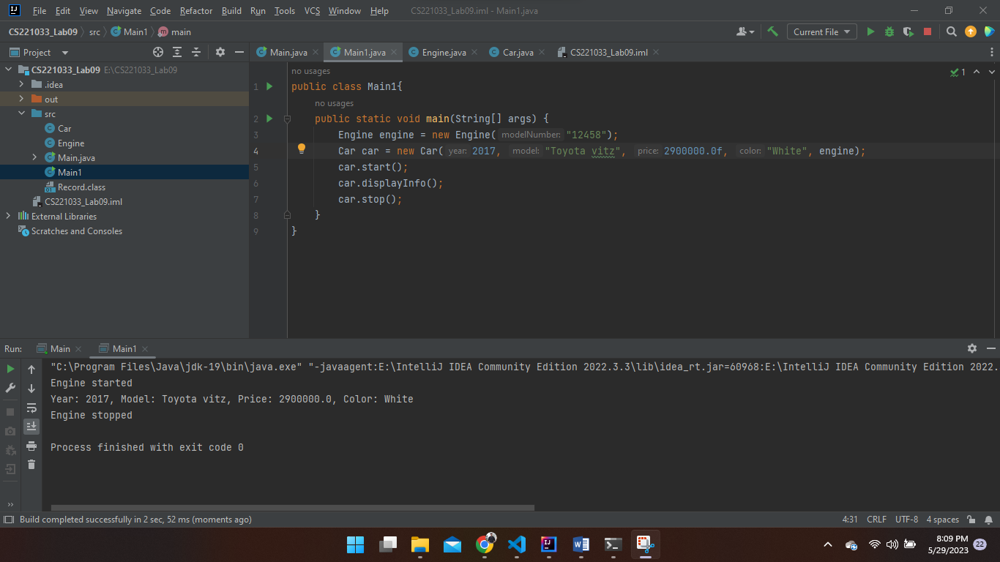 File Edit View Navigate Code Refactor Build Run Tools VCS Window Help CS221033_Lab09.iml - Main1.java
CS221033_Lab09 src Main1 main Current File
Project
Main.java Main1.java Engine.java Car.java CS221033_Lab09.iml
CS221033_Lab09 E:\CS221033_Lab09
.idea
out
src
Car
Engine
Main.java
Main1
Record.class
CS221033_Lab09.iml
External Libraries
Scratches and Consoles
no usages
1
1 public class Main1{
no usages
2 public static void main(String[] args) {
3 Engine engine = new Engine( modelNumber: "12458");
4 Car car = new Car( year: 2017, model: "Toyota vitz", price: 2900000.0f, color: "White", engine);
5 car.start();
6 car.displayInfo();
7 car.stop();
8 }
9 }
Run: Main Main1
"C:\Program Files\Java\jdk-19\bin\java.exe" "-javaagent:E:\IntelliJ IDEA Community Edition 2022.3.3\lib\idea_rt.jar=60968:E:\IntelliJ IDEA Community Edition 2022.
Engine started
Year: 2017, Model: Toyota vitz, Price: 2900000.0, Color: White
Engine stopped
Process finished with exit code 0
Build completed successfully in 2 sec, 52 ms (moments ago) 4:31 CRLF UTF-8 4 spaces
8:09 PM
5/29/2023
22